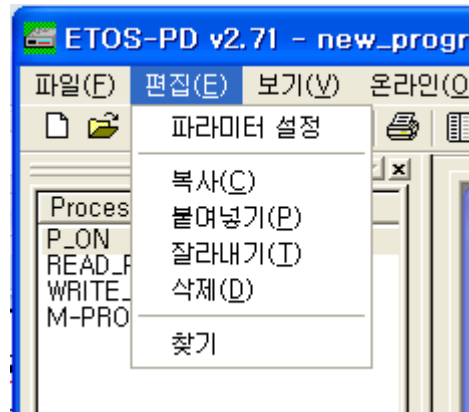 ETOS-PD v2.71 - new_progr
파일(F) 편집(E) 보기(V) 온라인(O
파라미터 설정
복사(C)
붙여넣기(P)
잘라내기(T)
삭제(D)
찾기
Proces
P_ON
READ_F
WRITE_
M-PRO